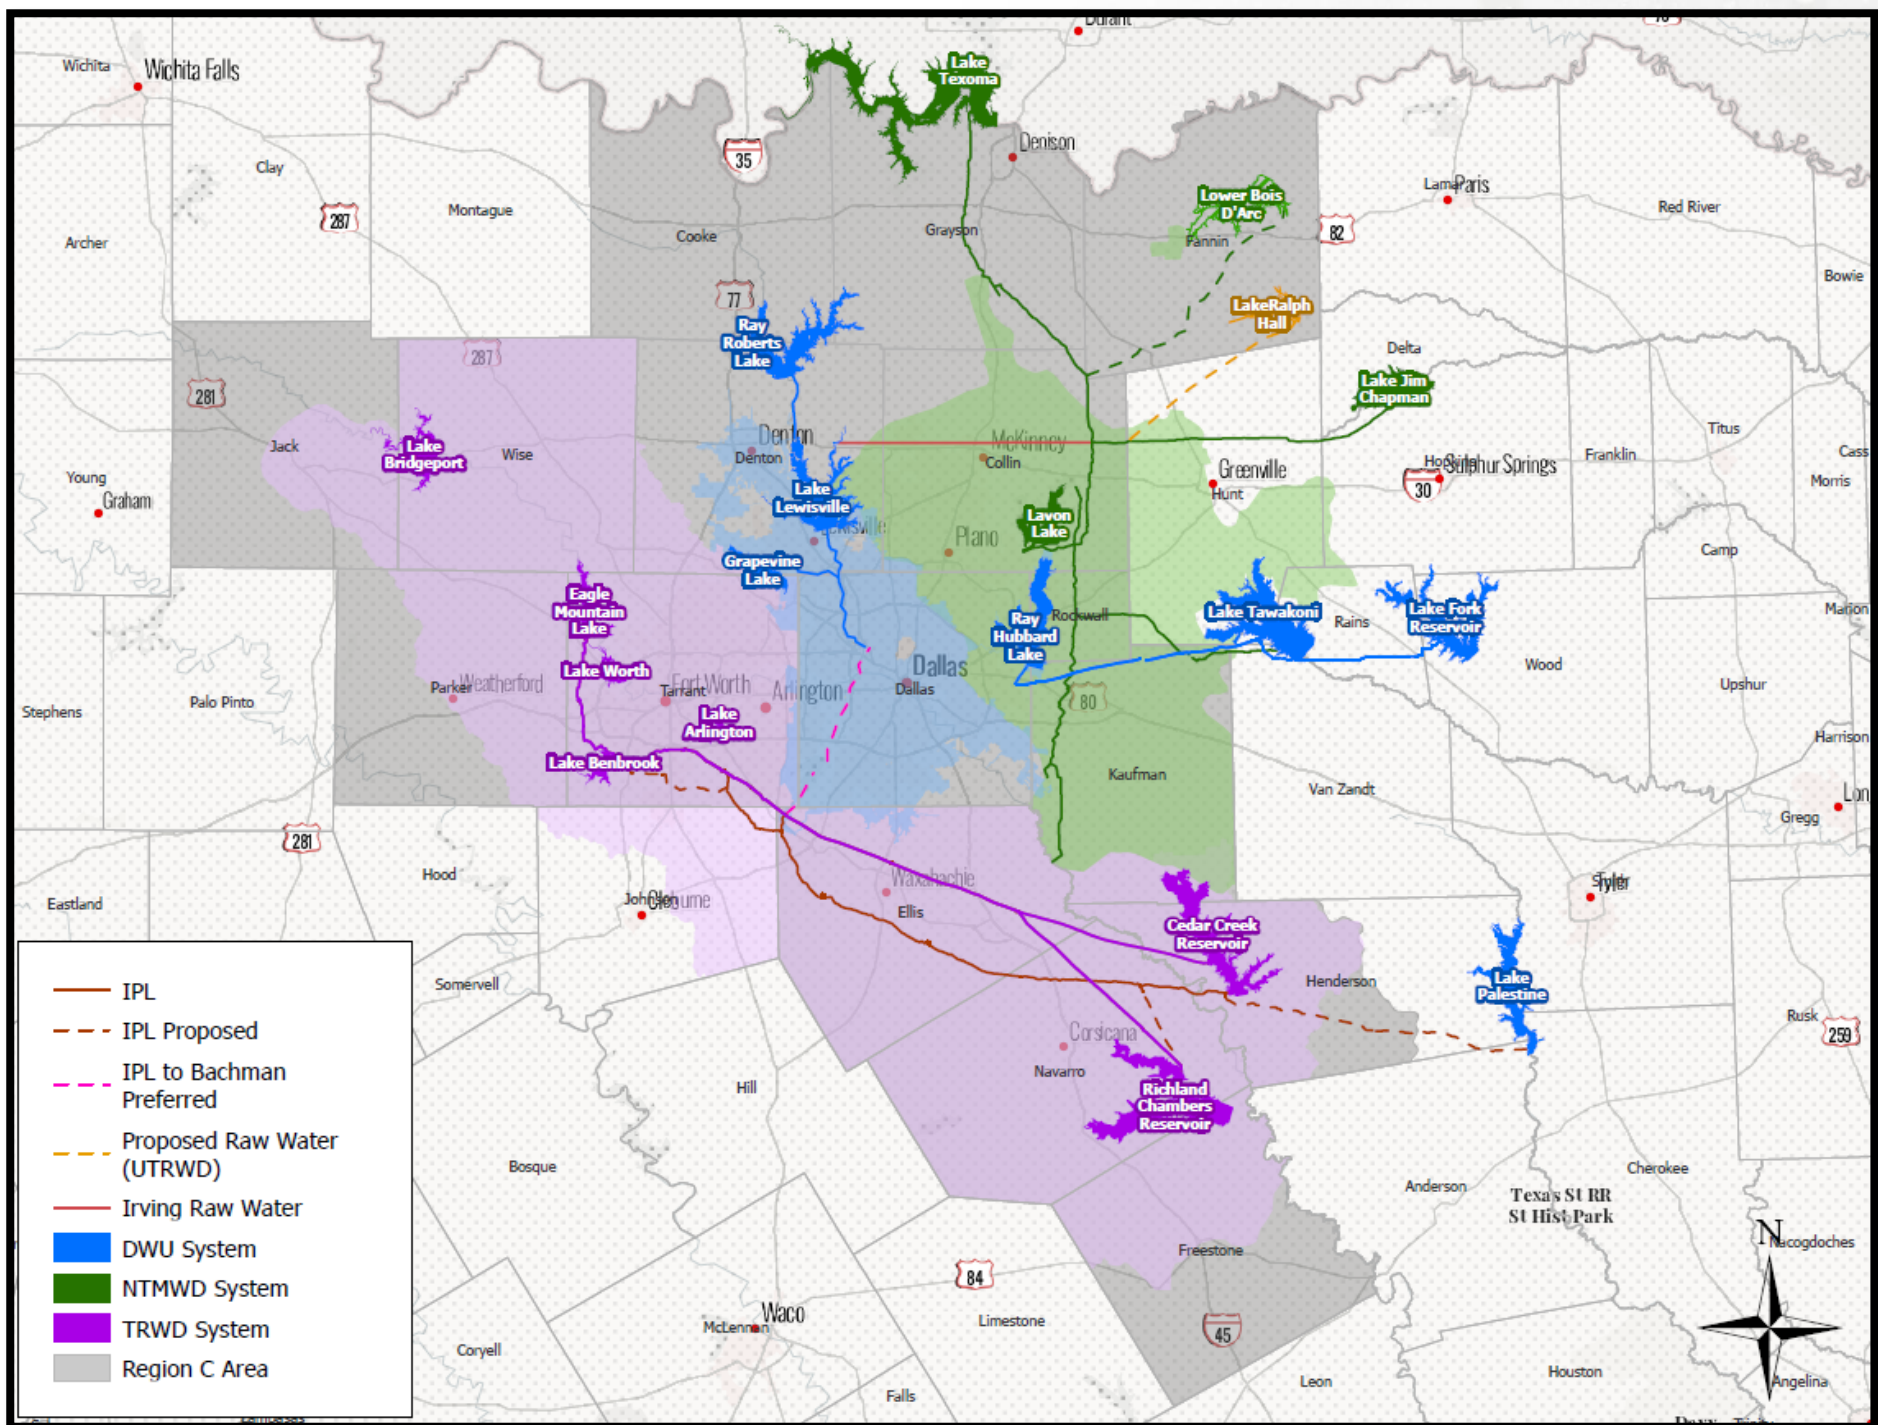 Durant
Wichita
Wichita Falls
Lake
Texoma
35
Denison
Clay
Lower Bois
D'Arc
Paris
287
Montague
Red River
Archer
Cooke
Grayson
Fannin
82
Bowie
77
LakeRalph
Hall
Ray
Roberts
Lake
287
Delta
281
Lake Jim
Chapman
Jack
Lake
Bridgeport
Wise
Denton
Denton
McKinney
Collin
Titus
Cass
Franklin
Sulphur Springs
Greenville
Hunt
30
Morris
Young
Graham
Lake
Lewisville
Lavon
Lake
Plano
Camp
Grapevine
Lake
Eagle
Mountain
Lake
Ray
Hubbard
Lake
Rockwall
Lake Tawakoni
Rains
Lake Fork
Reservoir
Marion
Lake Worth
Wood
Parker
Weatherford
Fort Worth
Tarrant
Arlington
Dallas
Dallas
Upshur
Stephens
Palo Pinto
80
Lake
Arlington
Harrison
Lake Benbrook
Kaufman
Van Zandt
Lon
Gregg
281
Hood
Waxahachie
Tyler
Eastland
Johnson
Ellis
Cedar Creek
Reservoir
Somervell
Henderson
Lake
Palestine
Rusk
259
Corsicana
Navarro
Hill
Richland
Chambers
Reservoir
Bosque
Cherokee
Anderson
Texas St RR
St Hist Park
N
Nacogdoches
Freestone
84
Waco
McLennan
Limestone
45
Coryell
Houston
Leon
Angelina
Falls
IPL
IPL Proposed
IPL to Bachman
Preferred
Proposed Raw Water
(UTRWD)
Irving Raw Water
DWU System
NTMWD System
TRWD System
Region C Area